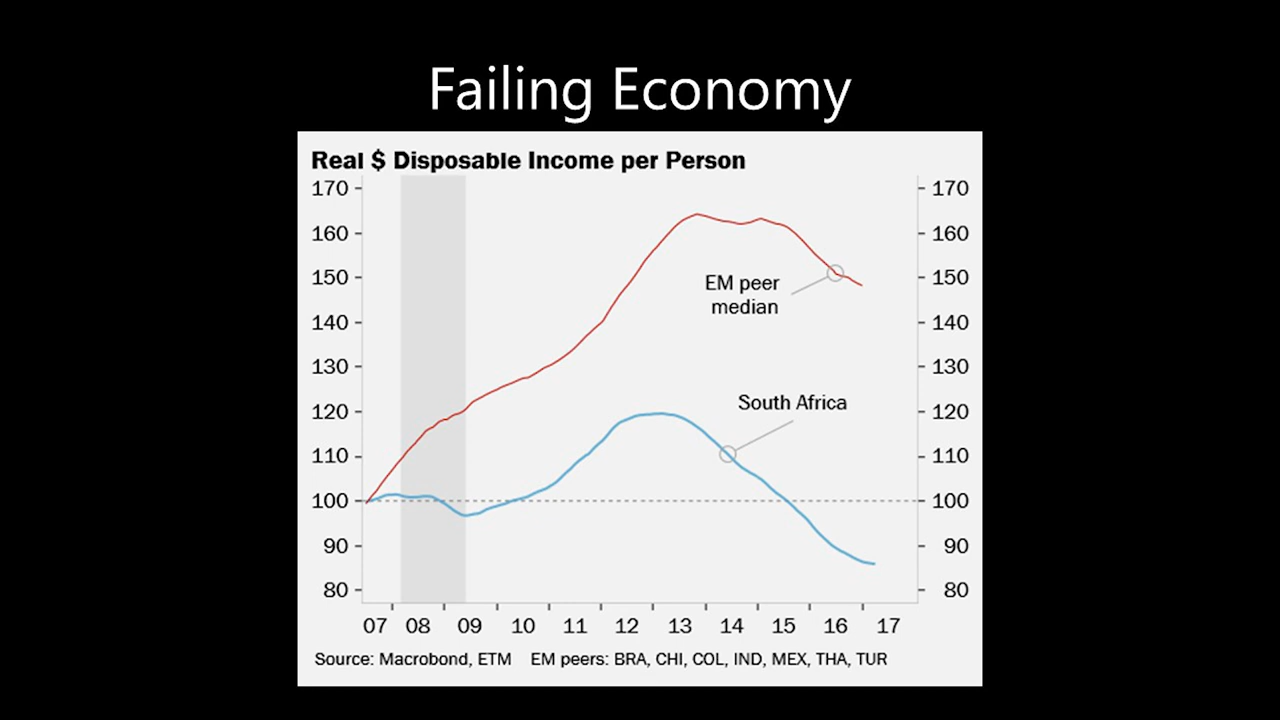 Failing Economy
Real $ Disposable Income per Person
170 170
160 160
150 150
EM peer
median
140 140
130 130
120 120
South Africa
110 110
100 100
90 90
80 80
07 08 09 10 11 12 13 14 15 16 17
Source: Macrobond, ETM EM peers: BRA, CHI, COL, IND, MEX, THA, TUR